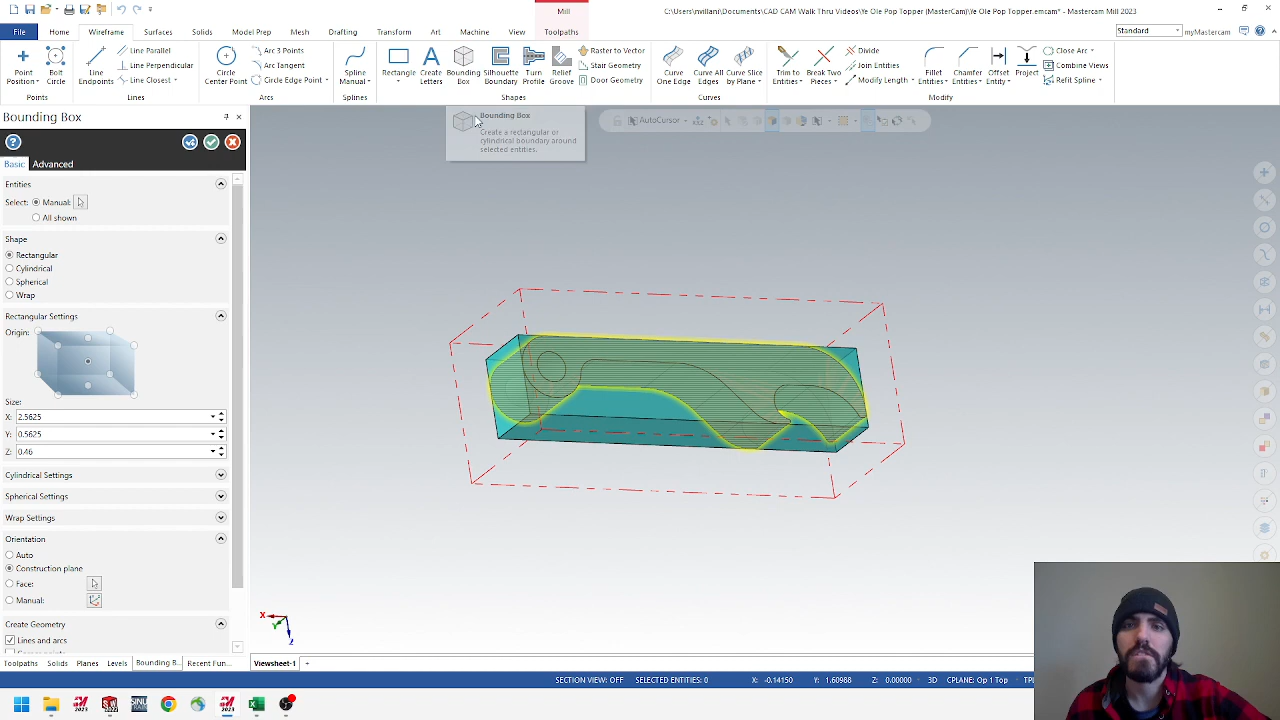 Mill
C:\Users\nvillani\Documents\CAD CAM Walk Thru Videos\Ye Ole Pop Topper (MasterCam)\Ye Ole Pop Topper.emcam* - Mastercam Mill 2023
File Home Wireframe Surfaces Solids Model Prep Mesh Drafting Transform Art Machine View Toolpaths
Standard myMastercam
Point Position Bolt Circle
Points
Line Endpoints Line Parallel Line Perpendicular Line Closest
Lines
Circle Center Point Arc 3 Points Arc Tangent Circle Edge Point
Arcs
Spline Manual
Splines
Rectangle Create Letters Bounding Box Silhouette Boundary Turn Profile Relief Groove Raster to Vector Stair Geometry Door Geometry
Shapes
Curve One Edge Curve All Edges Curve Slice by Plane
Curves
Trim to Entities Break Two Pieces Divide Join Entities Modify Length Fillet Entities Chamfer Entities Offset Entity Project Close Arc Combine Views Refit Spline
Modify
Bounding Box
Create a rectangular or
cylindrical boundary around
selected entities.
AutoCursor
Bounding Box
Basic Advanced
Entities
Select: Manual:
All shown
Shape
Rectangular
Cylindrical
Spherical
Wrap
Rectangular Settings
Origin:
Size:
X: 2.5625
Y: 0.5625
Z: 0.46
Cylindrical Settings
Spherical Settings
Wrap Settings
Orientation
Auto
Construction plane
Face:
Manual:
Create Geometry
Lines and arcs
X
Y
Z
Toolpaths Solids Planes Levels Bounding B... Recent Fun...
Viewsheet-1 +
SECTION VIEW: OFF SELECTED ENTITIES: 0 X: -0.14150 Y: 1.60988 Z: 0.00000 3D CPLANE: Op 1 Top TPL
2023 2023